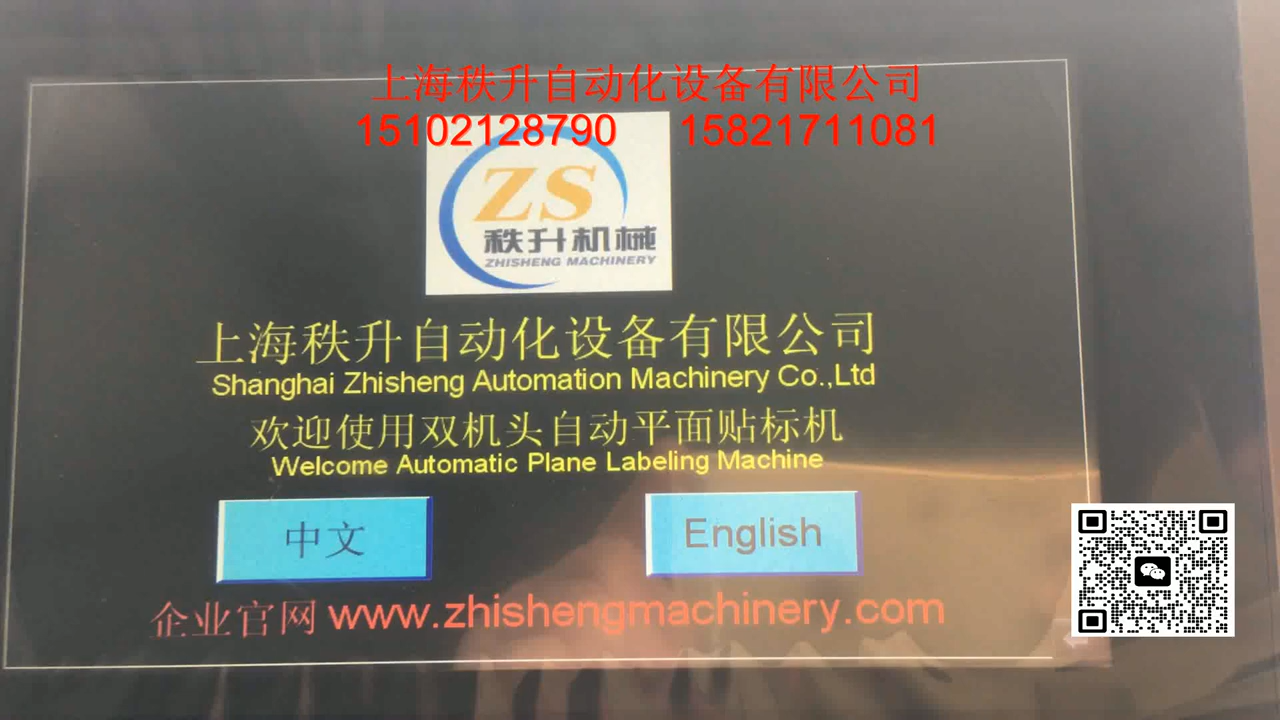 上海秩升自动化设备有限公司
15102128790 15821711081
ZS
秩升机械
ZHISHENG MACHINERY
上海秩升自动化设备有限公司
Shanghai Zhisheng Automation Machinery Co.,Ltd
欢迎使用双机头自动平面贴标机
Welcome Automatic Plane Labeling Machine
中文 English
企业官网 www.zhishengmachinery.com